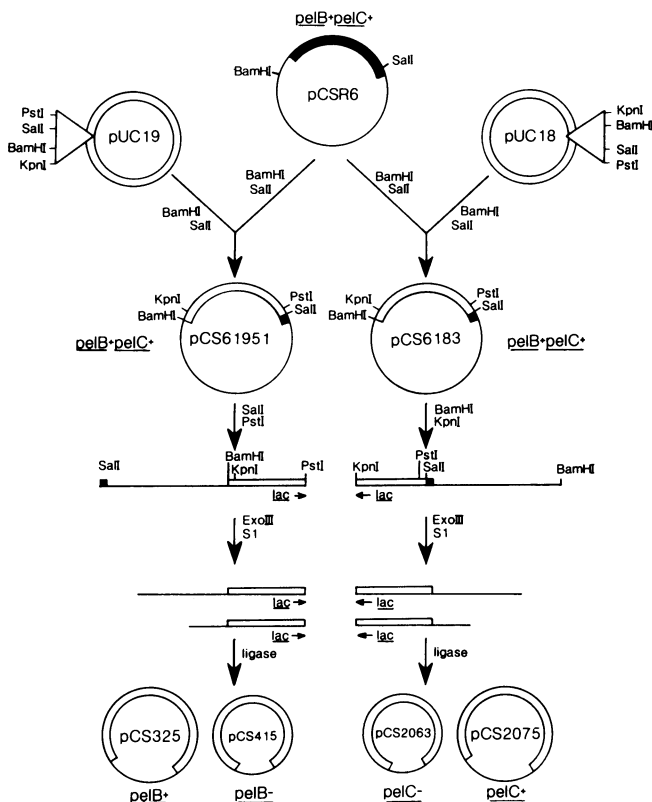 pelB+pelC+
BamHI
SalI
pCSR6
PstI
SalI
BamHI
KpnI
pUC19
KpnI
BamHI
SalI
PstI
pUC18
BamHI
SalI
BamHI
SalI
BamHI
SalI
BamHI
SalI
KpnI
BamHI
PstI
SalI
pCS61951
pelB+pelC+
KpnI
BamHI
PstI
SalI
pCS6183
pelB+pelC+
SalI
PstI
BamHI
KpnI
SalI
BamHI
KpnI
PstI
lac
KpnI
PstI
SalI
BamHI
lac
ExoIII
S1
ExoIII
S1
lac
lac
lac
lac
ligase
ligase
pCS325
pCS415
pCS2063
pCS2075
pelB+
pelB-
pelC-
pelC+